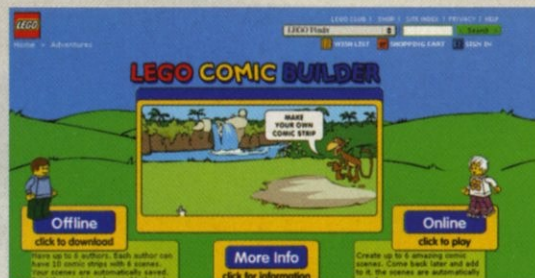 LEGO
LEGO CLUB | SHOP | SITE INDEX | PRIVACY | HELP
Search
Home > Adventures
WISH LIST SHOPPING CART SIGN IN
LEGO COMIC BUILDER
MAKE
YOUR OWN
COMIC STRIP
Offline
click to download
Have up to 6 authors. Each author can
have 10 comic strips with 6 scenes.
Your scenes are automatically saved.
More Info
click for information
Online
click to play
Create up to 6 amazing comic
scenes. Come back later and add
to it, the scenes are automatically